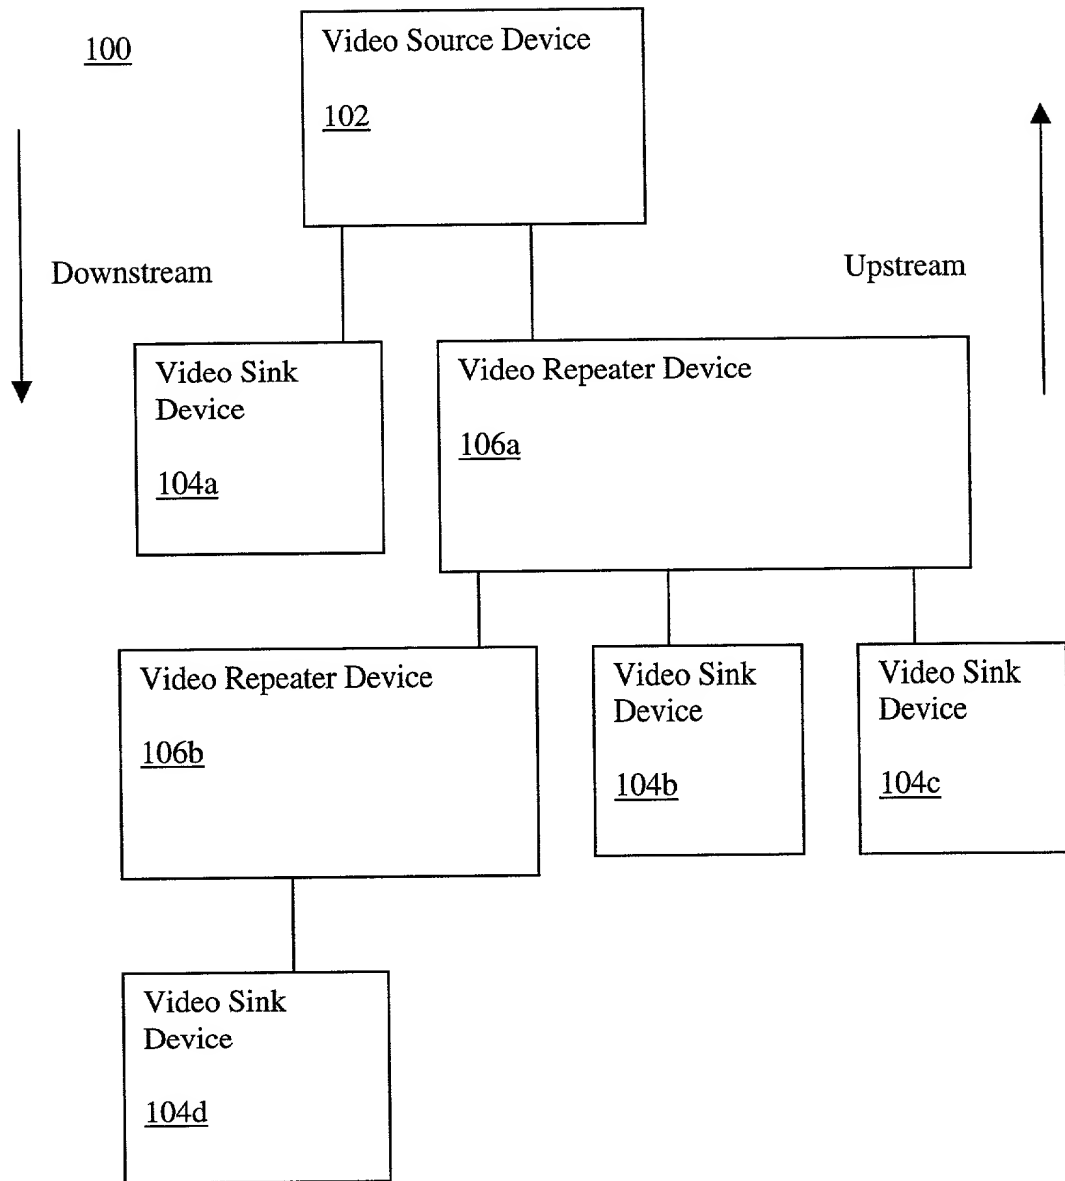 100
Video Source Device
102
Downstream
Upstream
Video Sink
Device
104a
Video Repeater Device
106a
Video Repeater Device
106b
Video Sink
Device
104b
Video Sink
Device
104c
Video Sink
Device
104d